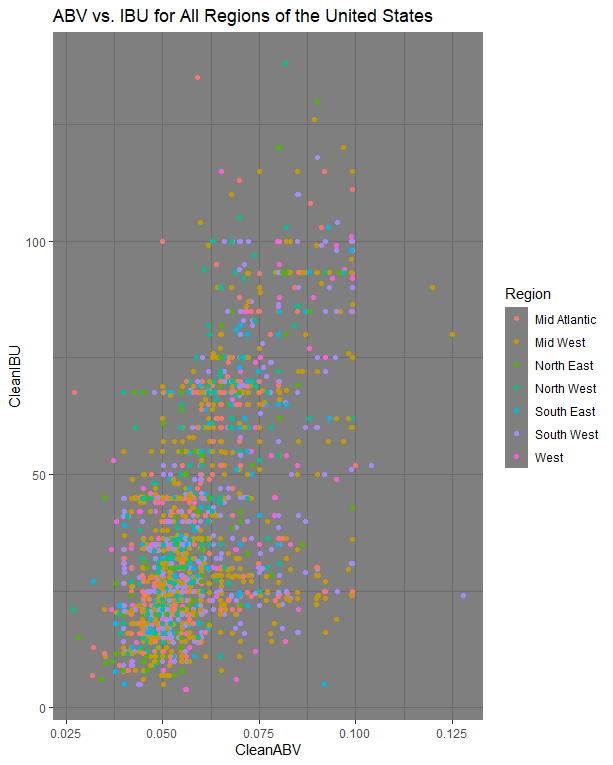 ABV vs. IBU for All Regions of the United States
CleanIBU
100
50
0
0.025 0.050 0.075 0.100 0.125
CleanABV
Region
Mid Atlantic
Mid West
North East
North West
South East
South West
West